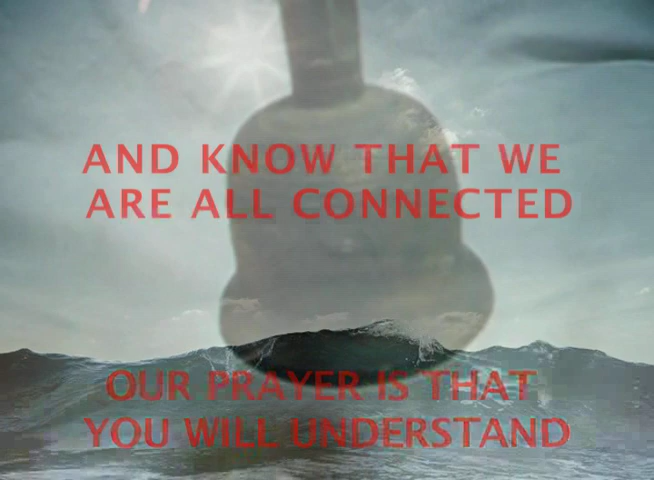 AND KNOW THAT WE
ARE ALL CONNECTED
OUR PRAYER IS THAT
YOU WILL UNDERSTAND